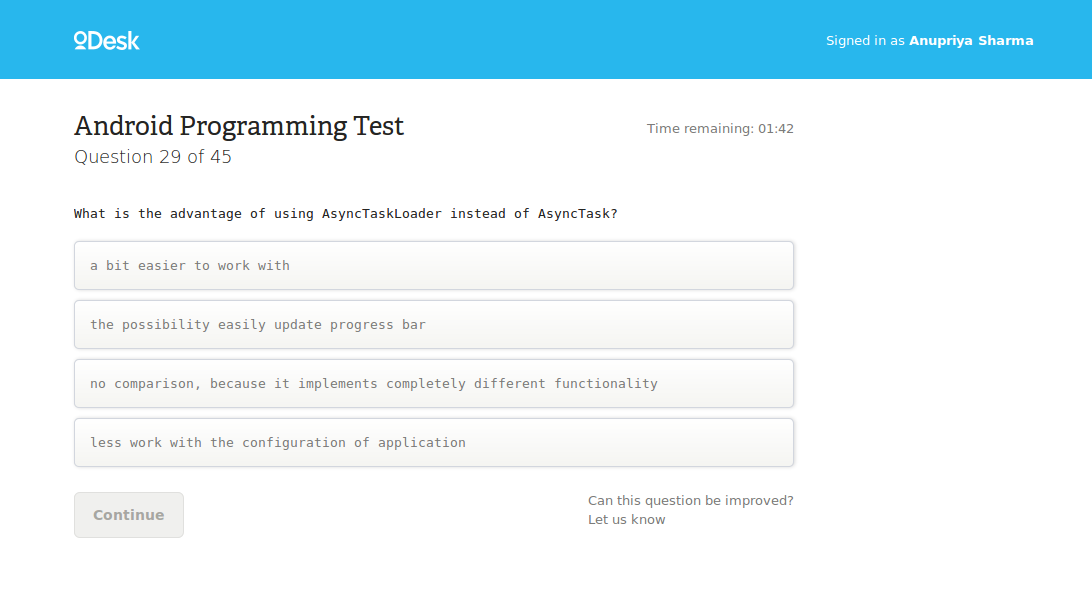 oDesk
Signed in as Anupriya Sharma
Android Programming Test
Time remaining: 01:42
Question 29 of 45
What is the advantage of using AsyncTaskLoader instead of AsyncTask?
a bit easier to work with
the possibility easily update progress bar
no comparison, because it implements completely different functionality
less work with the configuration of application
Continue
Can this question be improved?
Let us know